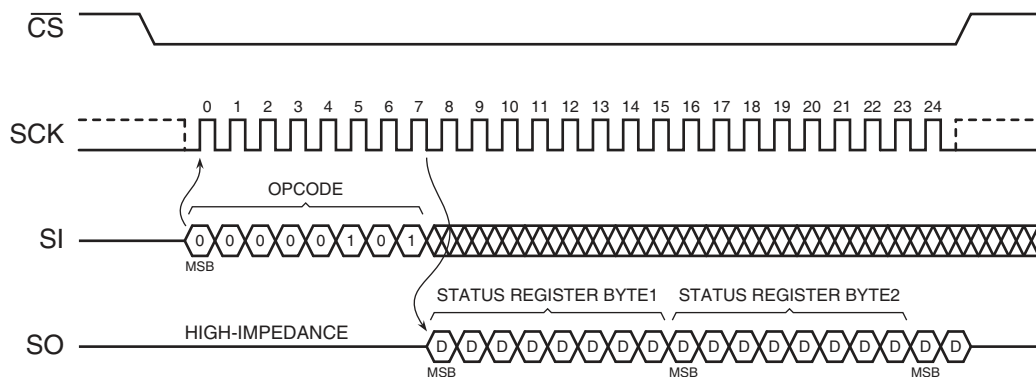 CS
0 1 2 3 4 5 6 7 8 9 10 11 12 13 14 15 16 17 18 19 20 21 22 23 24
SCK
OPCODE
SI 0 0 0 0 0 1 0 1
MSB
STATUS REGISTER BYTE1 STATUS REGISTER BYTE2
HIGH-IMPEDANCE
SO D D D D D D D D D D D D D D D D D D
MSB MSB MSB